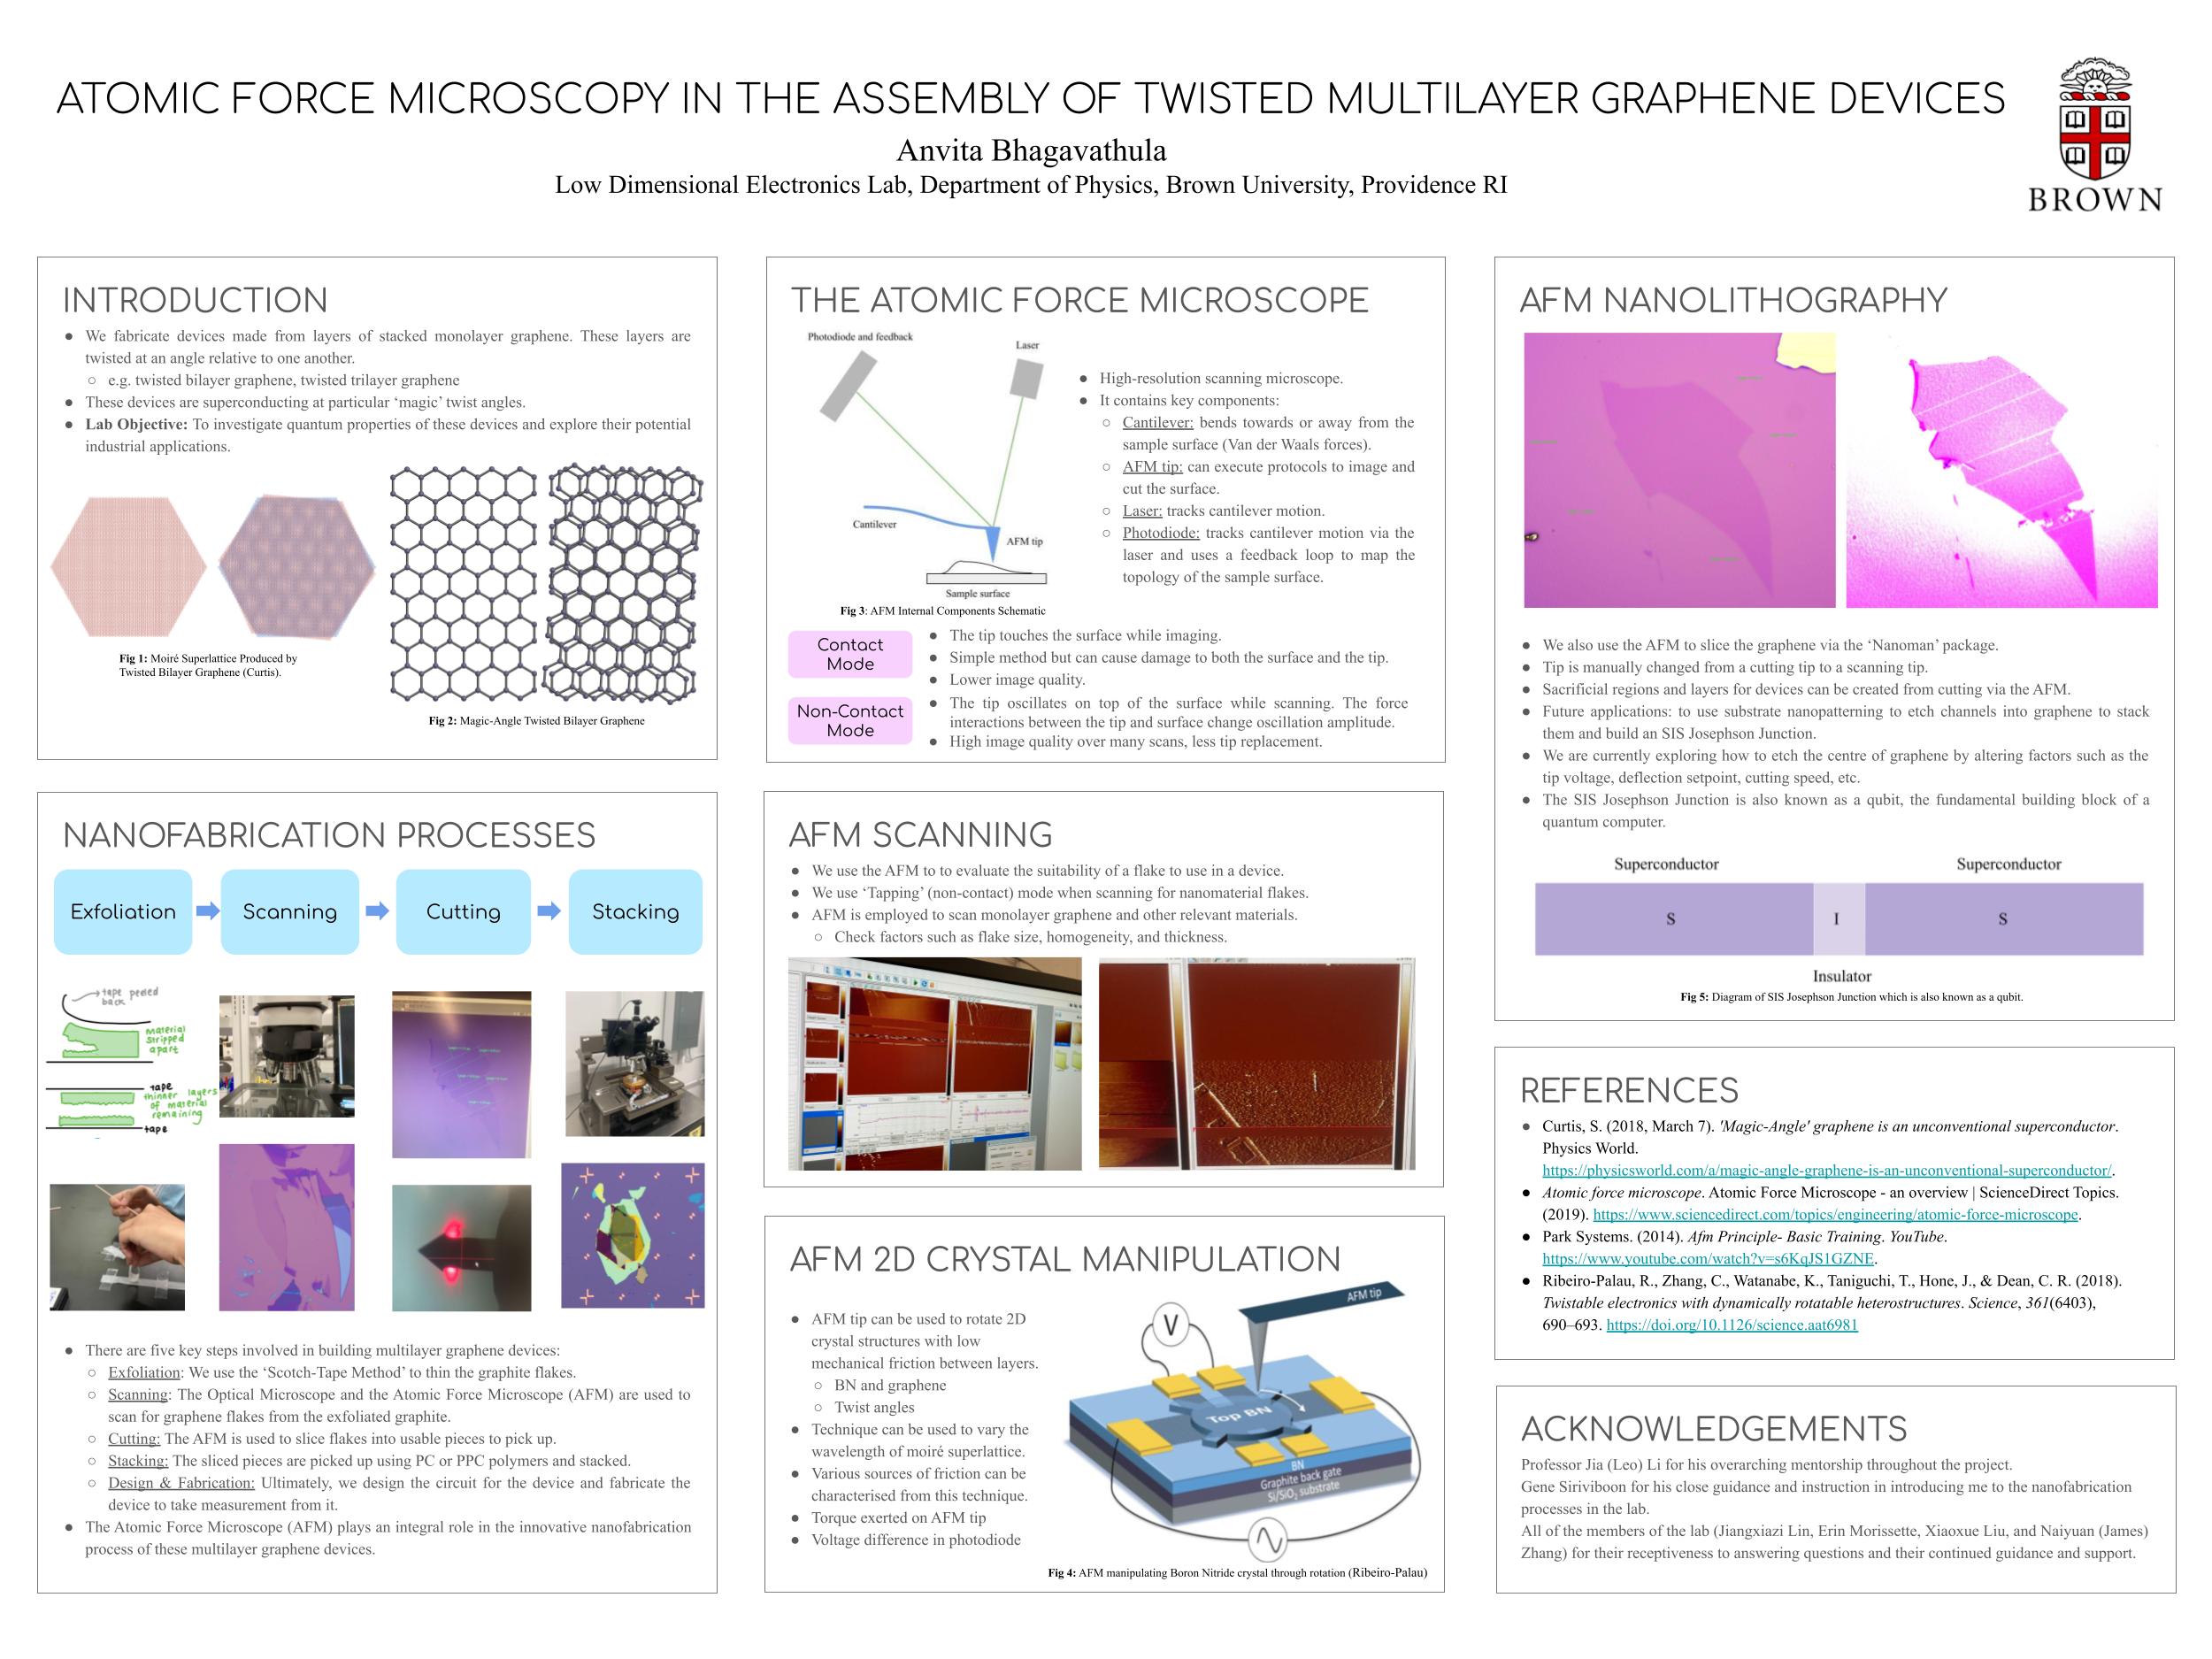 ATOMIC FORCE MICROSCOPY IN THE ASSEMBLY OF TWISTED MULTILAYER GRAPHENE DEVICES
Anvita Bhagavathula
Low Dimensional Electronics Lab, Department of Physics, Brown University, Providence RI
BROWN
INTRODUCTION
● We fabricate devices made from layers of stacked monolayer graphene. These layers are
twisted at an angle relative to one another.
○ e.g. twisted bilayer graphene, twisted trilayer graphene
● These devices are superconducting at particular ‘magic’ twist angles.
● Lab Objective: To investigate quantum properties of these devices and explore their potential
industrial applications.
Fig 1: Moiré Superlattice Produced by
Twisted Bilayer Graphene (Curtis).
Fig 2: Magic-Angle Twisted Bilayer Graphene
NANOFABRICATION PROCESSES
Exfoliation
Scanning
Cutting
Stacking
tape peeled
back
material
stripped
apart
tape
thinner layers
of material
remaining
tape
● There are five key steps involved in building multilayer graphene devices:
○ Exfoliation: We use the ‘Scotch-Tape Method’ to thin the graphite flakes.
○ Scanning: The Optical Microscope and the Atomic Force Microscope (AFM) are used to
scan for graphene flakes from the exfoliated graphite.
○ Cutting: The AFM is used to slice flakes into usable pieces to pick up.
○ Stacking: The sliced pieces are picked up using PC or PPC polymers and stacked.
○ Design & Fabrication: Ultimately, we design the circuit for the device and fabricate the
device to take measurement from it.
● The Atomic Force Microscope (AFM) plays an integral role in the innovative nanofabrication
process of these multilayer graphene devices.
THE ATOMIC FORCE MICROSCOPE
Photodiode and feedback
Laser
Cantilever
AFM tip
Sample surface
Fig 3: AFM Internal Components Schematic
● High-resolution scanning microscope.
● It contains key components:
○ Cantilever: bends towards or away from the
sample surface (Van der Waals forces).
○ AFM tip: can execute protocols to image and
cut the surface.
○ Laser: tracks cantilever motion.
○ Photodiode: tracks cantilever motion via the
laser and uses a feedback loop to map the
topology of the sample surface.
Contact
Mode
● The tip touches the surface while imaging.
● Simple method but can cause damage to both the surface and the tip.
● Lower image quality.
Non-Contact
Mode
● The tip oscillates on top of the surface while scanning. The force
interactions between the tip and surface change oscillation amplitude.
● High image quality over many scans, less tip replacement.
AFM SCANNING
● We use the AFM to to evaluate the suitability of a flake to use in a device.
● We use ‘Tapping’ (non-contact) mode when scanning for nanomaterial flakes.
● AFM is employed to scan monolayer graphene and other relevant materials.
○ Check factors such as flake size, homogeneity, and thickness.
AFM 2D CRYSTAL MANIPULATION
● AFM tip can be used to rotate 2D
crystal structures with low
mechanical friction between layers.
○ BN and graphene
○ Twist angles
● Technique can be used to vary the
wavelength of moiré superlattice.
● Various sources of friction can be
characterised from this technique.
● Torque exerted on AFM tip
● Voltage difference in photodiode
AFM tip
V
Top BN
BN
Graphite back gate
Si/SiO₂ substrate
Fig 4: AFM manipulating Boron Nitride crystal through rotation (Ribeiro-Palau)
AFM NANOLITHOGRAPHY
● We also use the AFM to slice the graphene via the ‘Nanoman’ package.
● Tip is manually changed from a cutting tip to a scanning tip.
● Sacrificial regions and layers for devices can be created from cutting via the AFM.
● Future applications: to use substrate nanopatterning to etch channels into graphene to stack
them and build an SIS Josephson Junction.
● We are currently exploring how to etch the centre of graphene by altering factors such as the
tip voltage, deflection setpoint, cutting speed, etc.
● The SIS Josephson Junction is also known as a qubit, the fundamental building block of a
quantum computer.
Superconductor Superconductor
S I S
Insulator
Fig 5: Diagram of SIS Josephson Junction which is also known as a qubit.
REFERENCES
● Curtis, S. (2018, March 7). 'Magic-Angle' graphene is an unconventional superconductor.
Physics World.
https://physicsworld.com/a/magic-angle-graphene-is-an-unconventional-superconductor/.
● Atomic force microscope. Atomic Force Microscope - an overview | ScienceDirect Topics.
(2019). https://www.sciencedirect.com/topics/engineering/atomic-force-microscope.
● Park Systems. (2014). Afm Principle- Basic Training. YouTube.
https://www.youtube.com/watch?v=s6KqJS1GZNE.
● Ribeiro-Palau, R., Zhang, C., Watanabe, K., Taniguchi, T., Hone, J., & Dean, C. R. (2018).
Twistable electronics with dynamically rotatable heterostructures. Science, 361(6403),
690–693. https://doi.org/10.1126/science.aat6981
ACKNOWLEDGEMENTS
Professor Jia (Leo) Li for his overarching mentorship throughout the project.
Gene Siriviboon for his close guidance and instruction in introducing me to the nanofabrication
processes in the lab.
All of the members of the lab (Jiangxiazi Lin, Erin Morissette, Xiaoxue Liu, and Naiyuan (James)
Zhang) for their receptiveness to answering questions and their continued guidance and support.